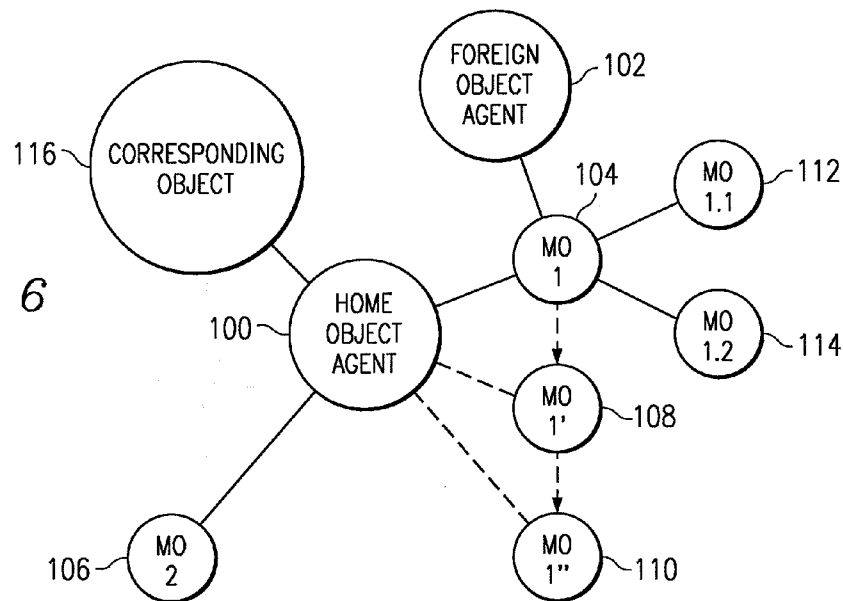 FOREIGN
OBJECT
AGENT
102
116
CORRESPONDING
OBJECT
104
MO
1.1
112
MO
1
6
100
HOME
OBJECT
AGENT
MO
1.2
114
MO
1'
108
106
MO
2
MO
1"
110